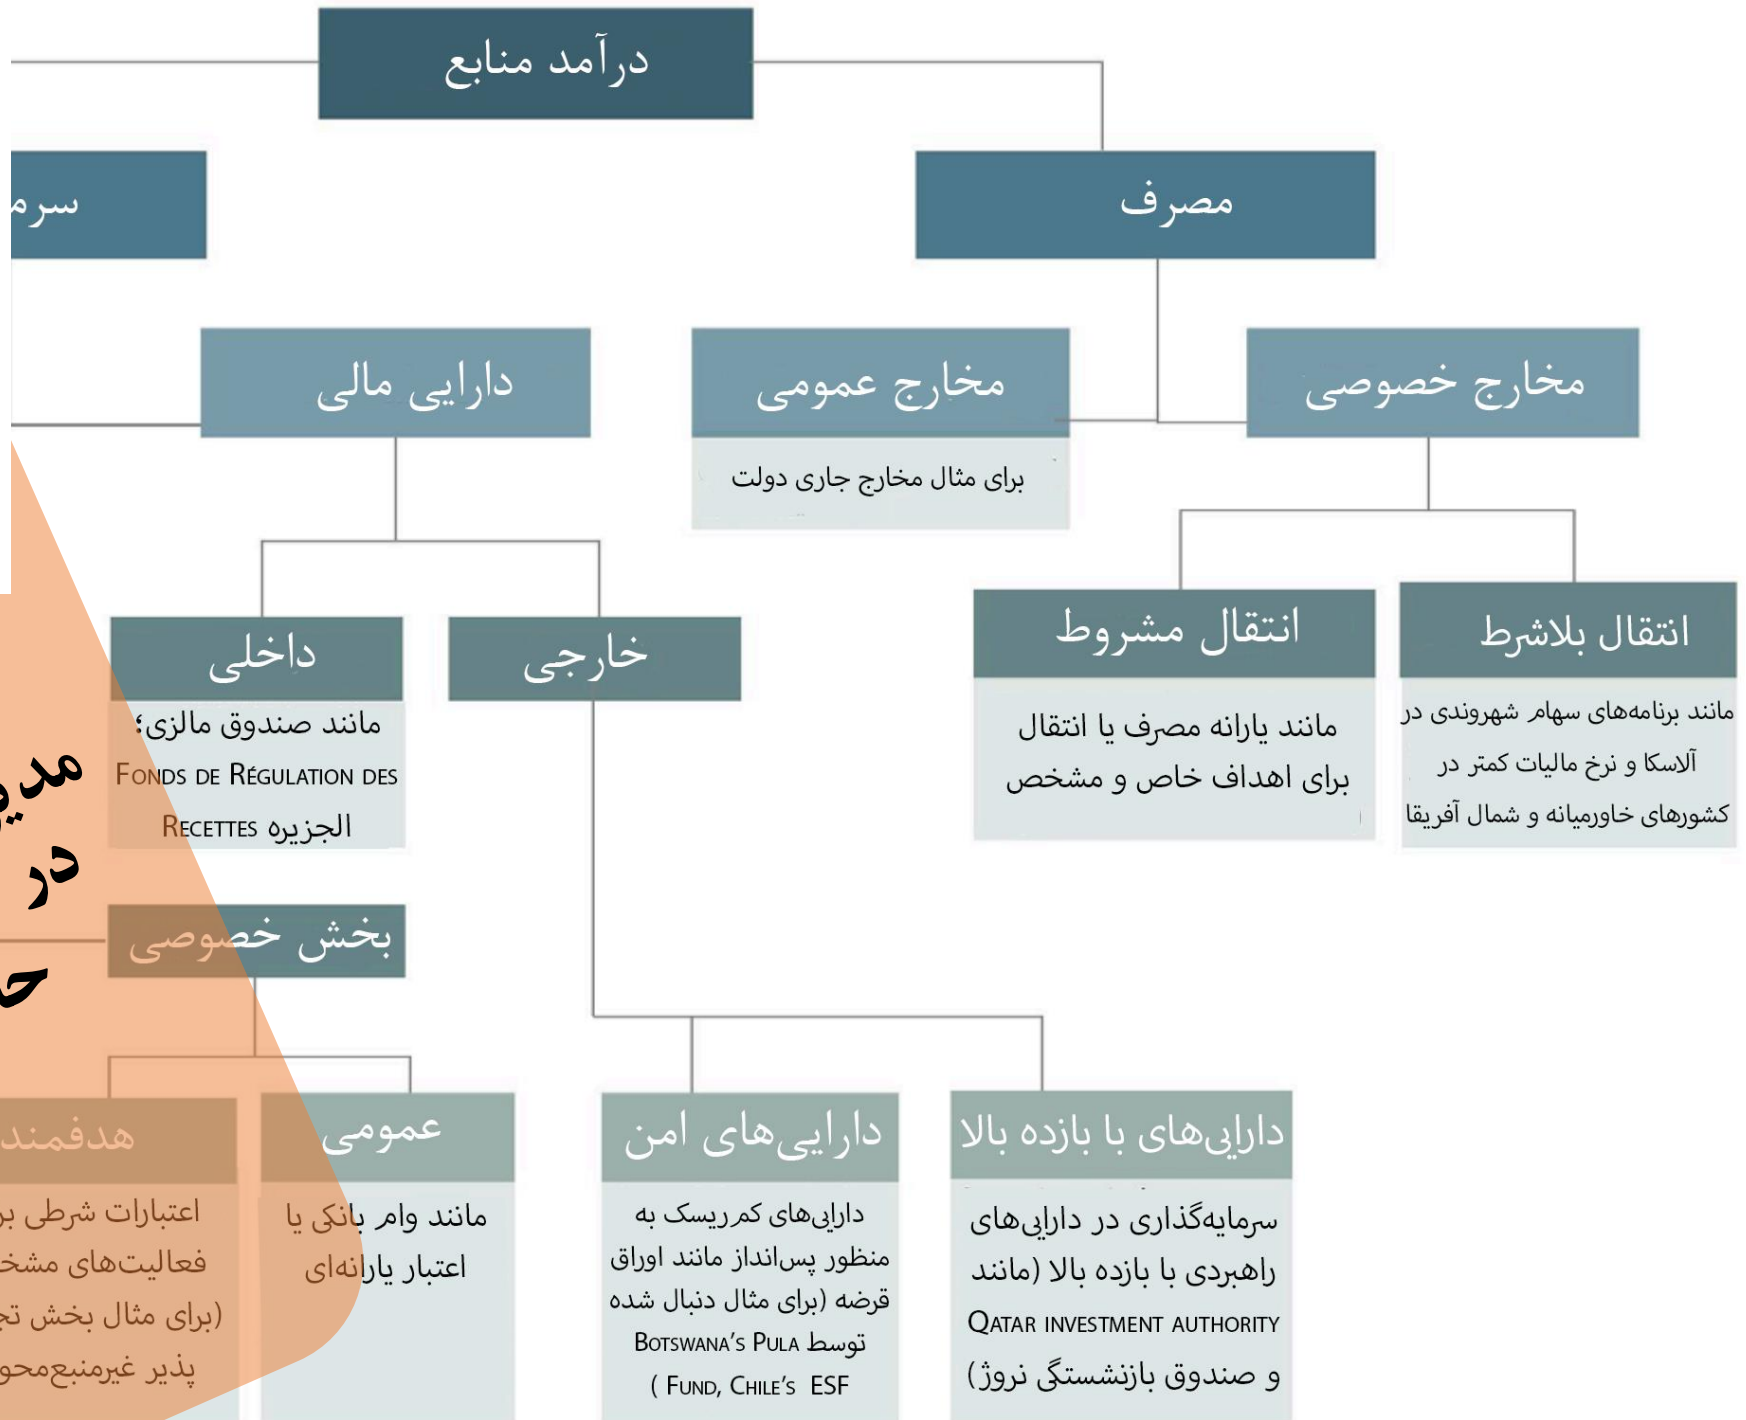 درآمد منابع
مصرف
مخارج خصوصی
مخارج عمومی
برای مثال مخارج جاری دولت
دارایی مالی
انتقال بلاشرط
مانند برنامه‌های سهام شهروندی در
آلاسکا و نرخ مالیات کمتر در
کشورهای خاورمیانه و شمال آفریقا
انتقال مشروط
مانند یارانه مصرف یا انتقال
برای اهداف خاص و مشخص
خارجی
داخلی
مانند صندوق مالزی؛
FONDS DE RÉGULATION DES
RECETTES الجزیره
در
بخش خصوصی
دارایی‌های با بازده بالا
سرمایه‌گذاری در دارایی‌های
راهبردی با بازده بالا (مانند
QATAR INVESTMENT AUTHORITY
و صندوق بازنشستگی نروژ)
دارایی‌های امن
دارایی‌های کم‌ریسک به
منظور پس‌انداز مانند اوراق
قرضه (برای مثال دنبال شده
توسط BOTSWANA'S PULA
( FUND, CHILE'S ESF
عمومی
مانند وام بانکی یا
اعتبار یارانه‌ای
هدفمند
اعتبارات شرطی
فعالیت‌های
(برای مثال بخش
پذیر